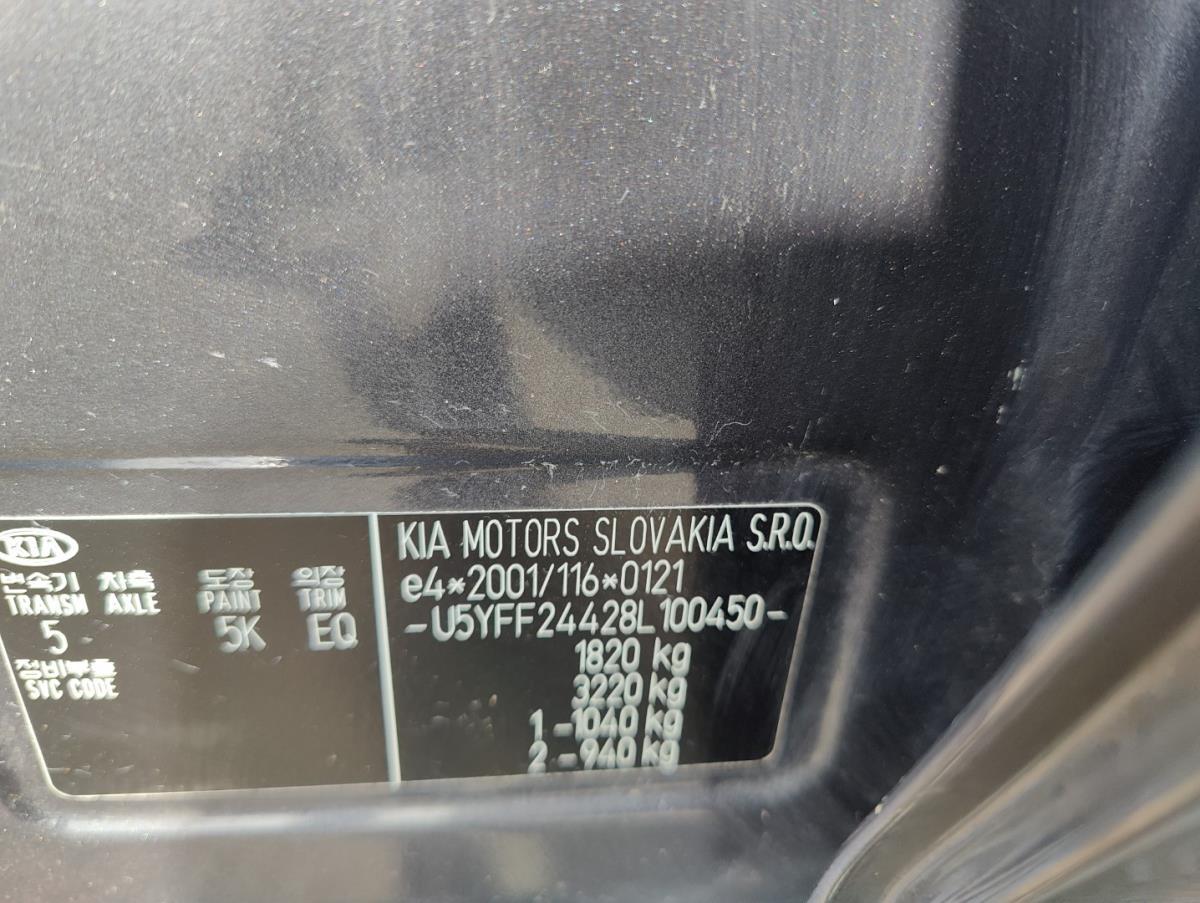 KIA
변속기 차축 도장 의장
TRANSM AXLE PAINT TRIM
5 5K EQ
정비부품
SVC CODE
KIA MOTORS SLOVAKIA S.R.O.
e4*2001/116*0121
-U5YFF24428L100450-
1820 kg
3220 kg
1 -1040 kg
2 -940 kg